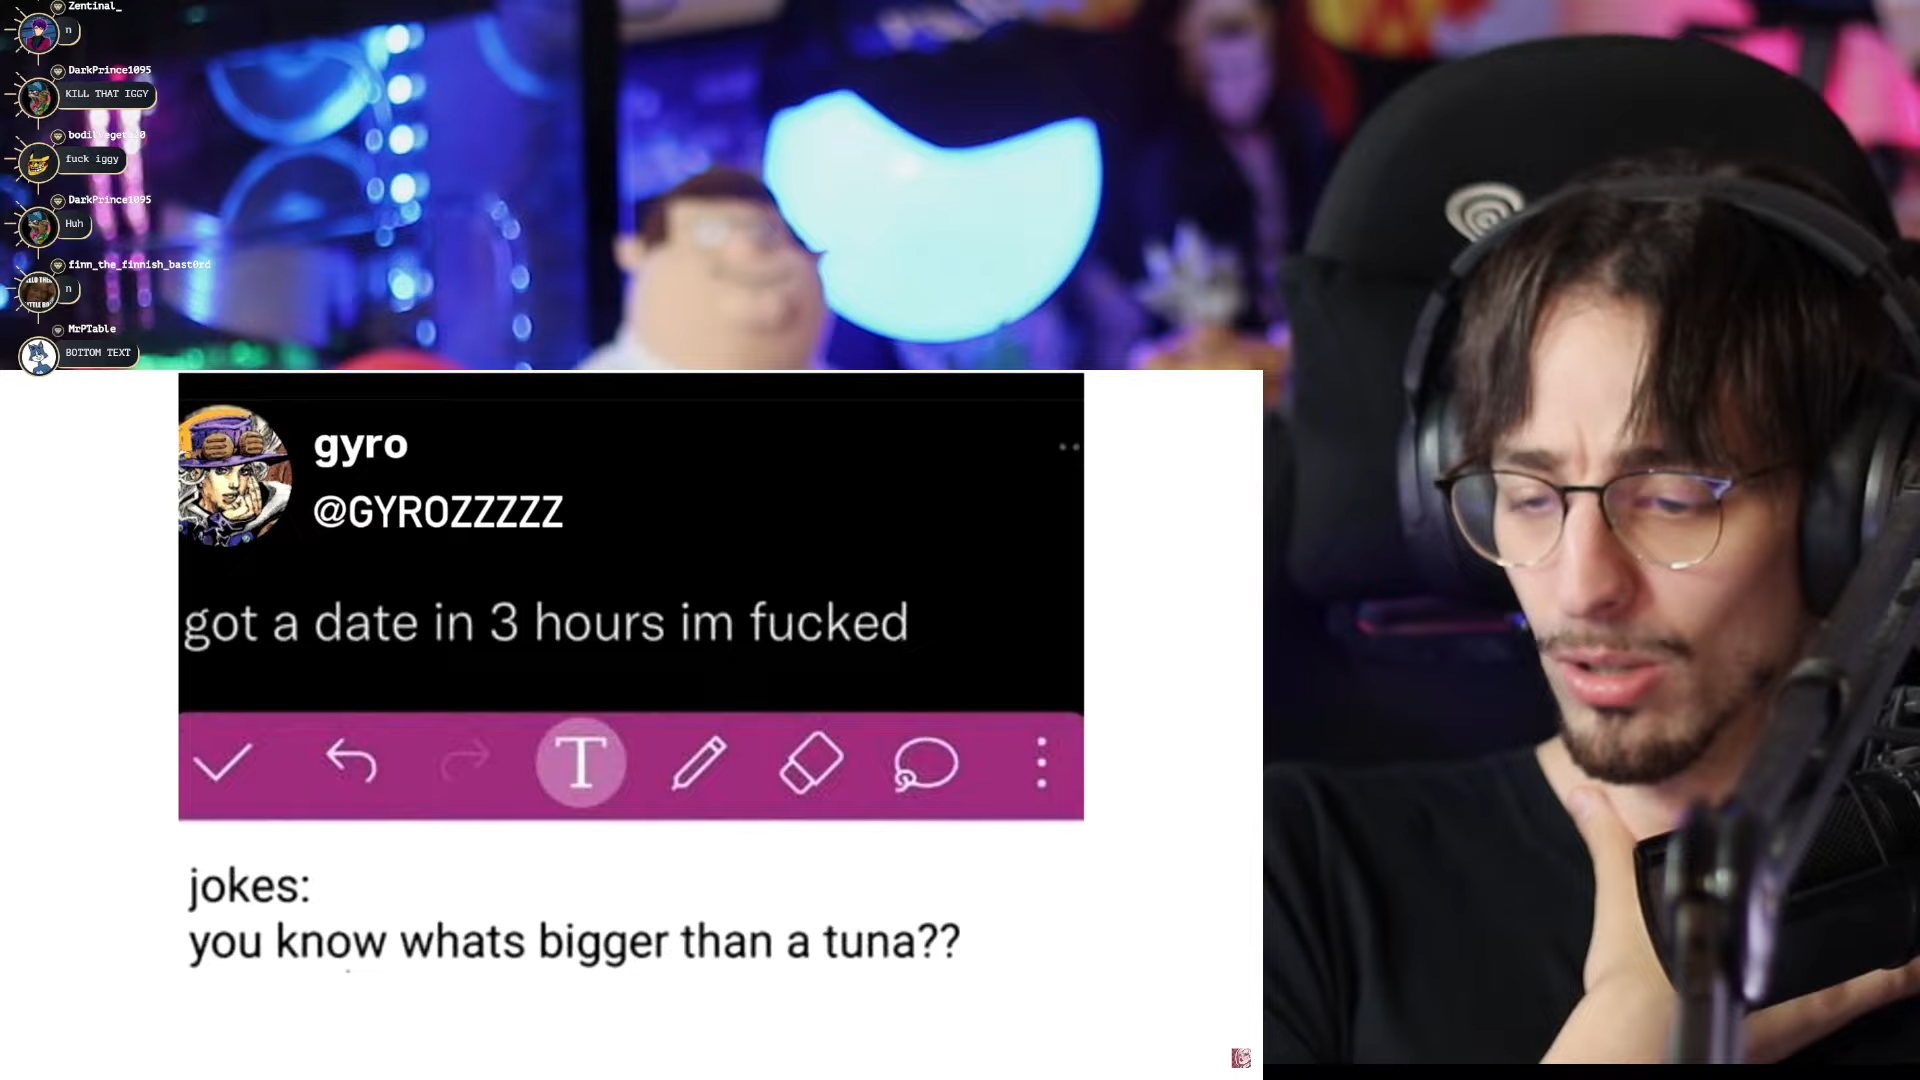 Zentinal_
n
DarkPrince1095
KILL THAT IGGY
fuck iggy
DarkPrince1095
Huh
finn_the_finnish_bast0rd
n
MrPTable
BOTTOM TEXT
gyro
@GYROZZZZZ
got a date in 3 hours im fucked
T
jokes:
you know whats bigger than a tuna??